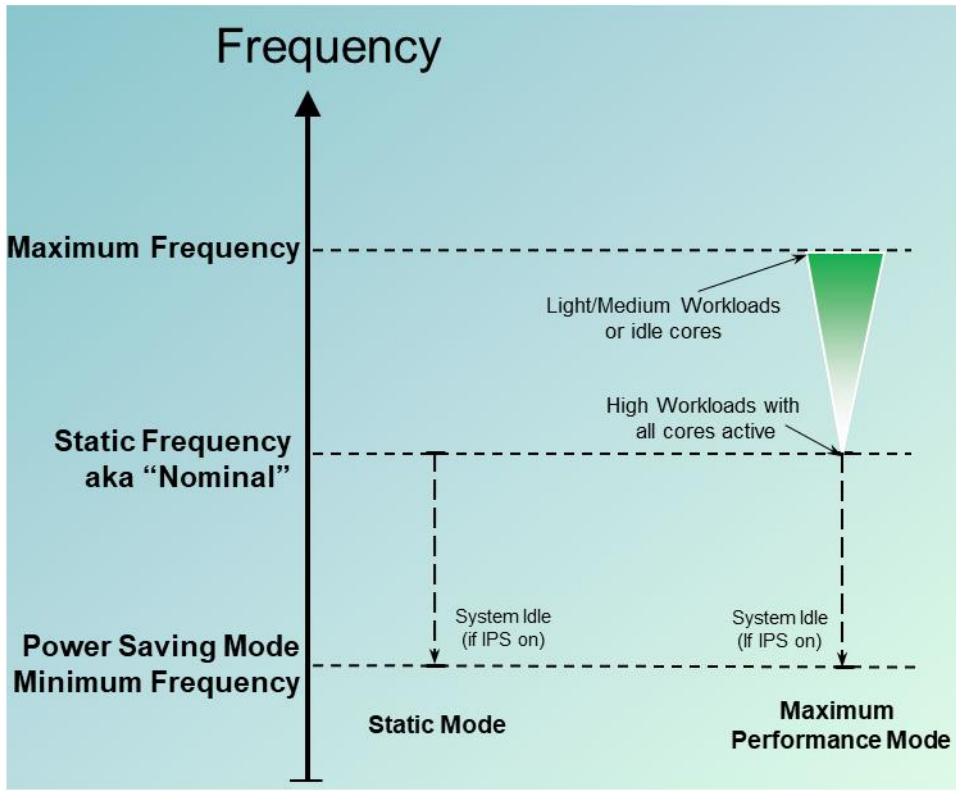 Frequency
Maximum Frequency
Light/Medium Workloads
or idle cores
High Workloads with
all cores active
Static Frequency
aka “Nominal”
System Idle
(if IPS on)
System Idle
(If IPS on)
Power Saving Mode
Minimum Frequency
Static Mode
Maximum
Performance Mode